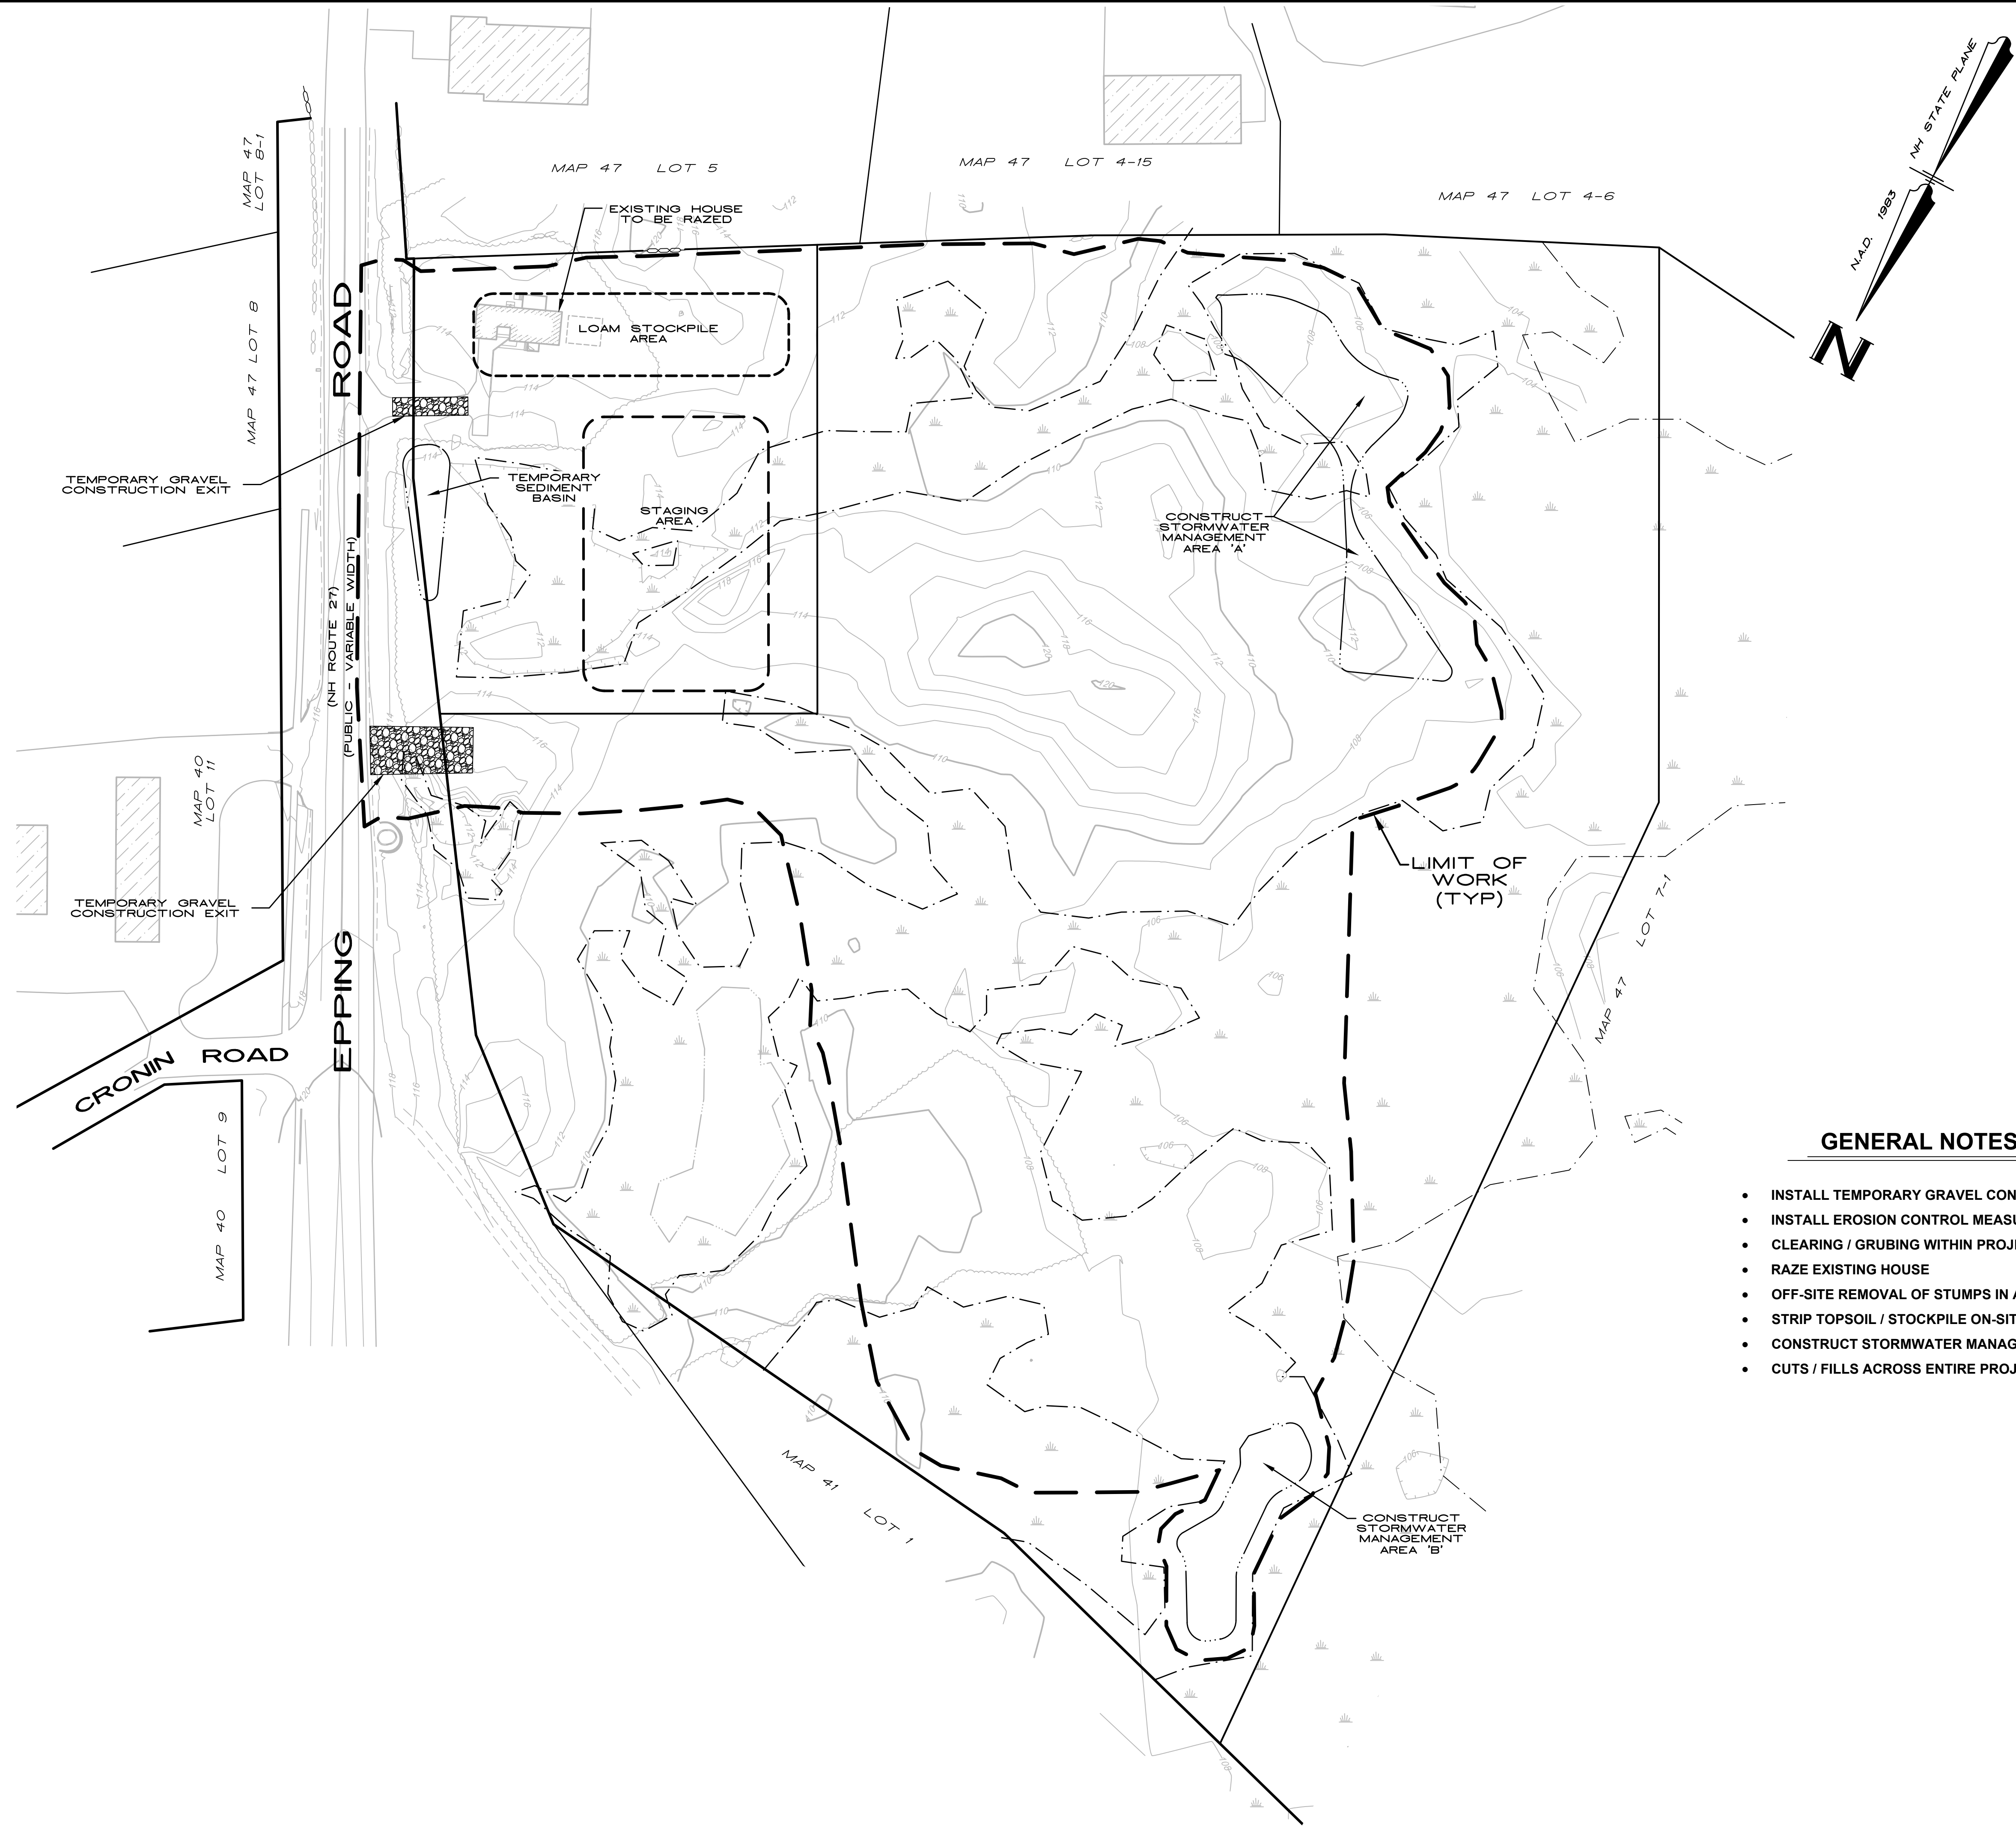 NH STATE PLANE
N.A.D. 1983
N
MAP 47
LOT 8-1
MAP 47 LOT 5
MAP 47 LOT 4-15
MAP 47 LOT 4-6
EXISTING HOUSE
TO BE RAZED
MAP 47 LOT 8
ROAD
LOAM STOCKPILE
AREA
TEMPORARY GRAVEL
CONSTRUCTION EXIT
TEMPORARY
SEDIMENT
BASIN
STAGING
AREA
CONSTRUCT
STORMWATER
MANAGEMENT
AREA 'A'
(NH ROUTE 27)
(PUBLIC - VARIABLE WIDTH)
MAP 40
LOT 11
LIMIT OF
WORK
(TYP)
TEMPORARY GRAVEL
CONSTRUCTION EXIT
MAP 47 LOT 7-1
EPPING
CRONIN ROAD
MAP 40 LOT 9
GENERAL NOTES
• INSTALL TEMPORARY GRAVEL CON
• INSTALL EROSION CONTROL
• CLEARING / GRUBING WITHIN
• RAZE EXISTING HOUSE
• OFF-SITE REMOVAL OF STUMPS IN
• STRIP TOPSOIL / STOCKPILE
• CONSTRUCT STORMWATER
• CUTS / FILLS ACROSS ENTIRE
MAP 41 LOT 1
CONSTRUCT
STORMWATER
MANAGEMENT
AREA 'B'